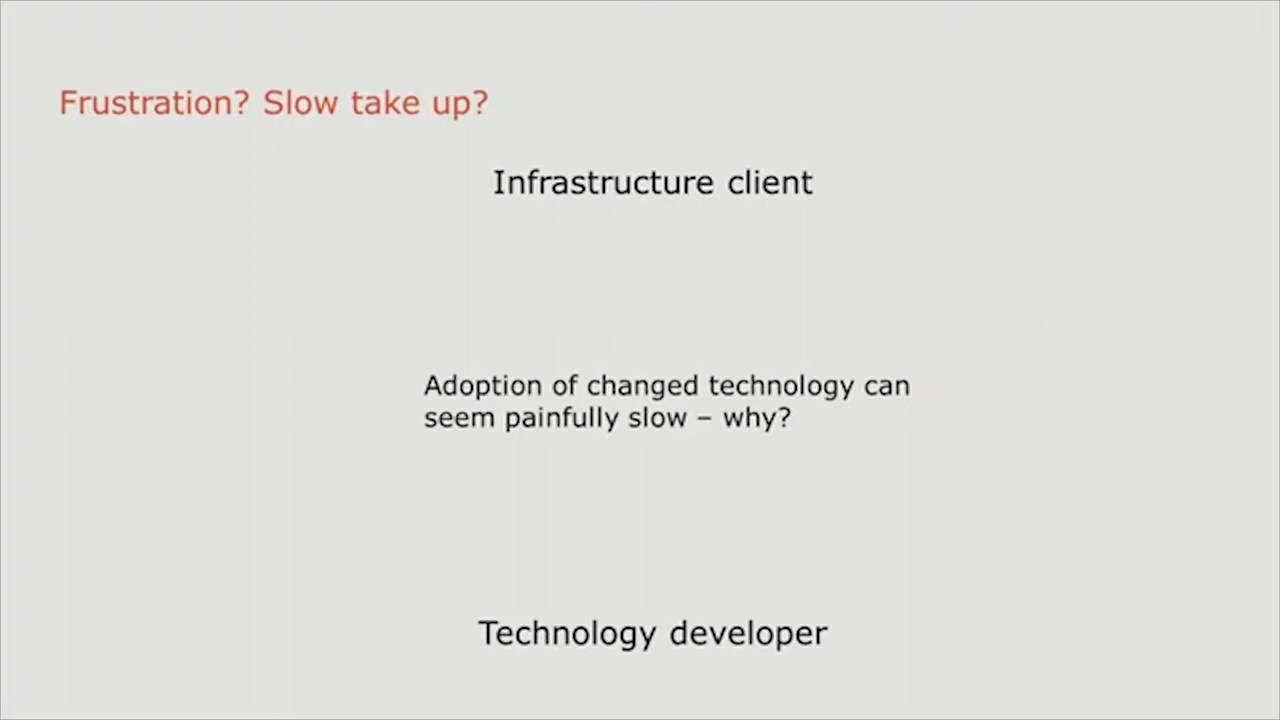 Frustration? Slow take up?
Infrastructure client
Adoption of changed technology can
seem painfully slow – why?
Technology developer